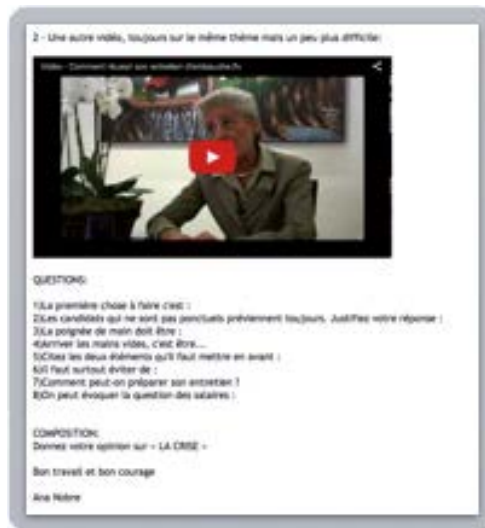 2 - Une autre vidéo, toujours sur le même thème mais un peu plus difficile:
Vidéo - Comment réussir son entretien d'embauche.flv
QUESTIONS:
1)La première chose à faire c'est :
2)Les candidats qui ne sont pas ponctuels préviennent toujours. Justifiez votre réponse :
3)La poignée de main doit être :
4)Arriver les mains vides, c'est être...
5)Citez les deux éléments qu'il faut mettre en avant :
6)Il faut surtout éviter de :
7)Comment peut-on préparer son entretien ?
8)On peut évoquer la question des salaires :
COMPOSITION:
Donnez votre opinion sur « LA CRISE »
Bon travail et bon courage
Ana Nobre